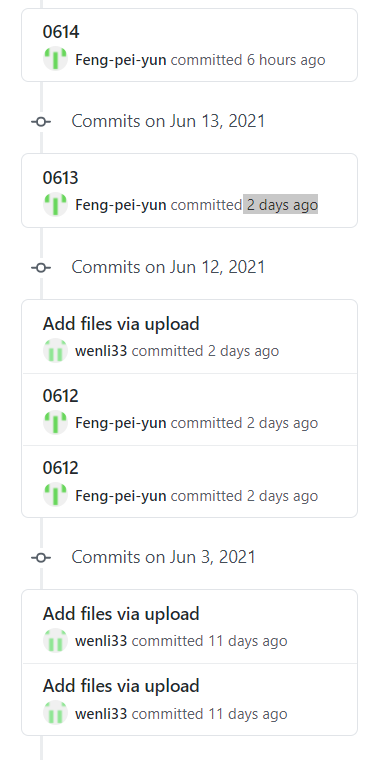 0614
Feng-pei-yun committed 6 hours ago
Commits on Jun 13, 2021
0613
Feng-pei-yun committed 2 days ago
Commits on Jun 12, 2021
Add files via upload
wenli33 committed 2 days ago
0612
Feng-pei-yun committed 2 days ago
0612
Feng-pei-yun committed 2 days ago
Commits on Jun 3, 2021
Add files via upload
wenli33 committed 11 days ago
Add files via upload
wenli33 committed 11 days ago